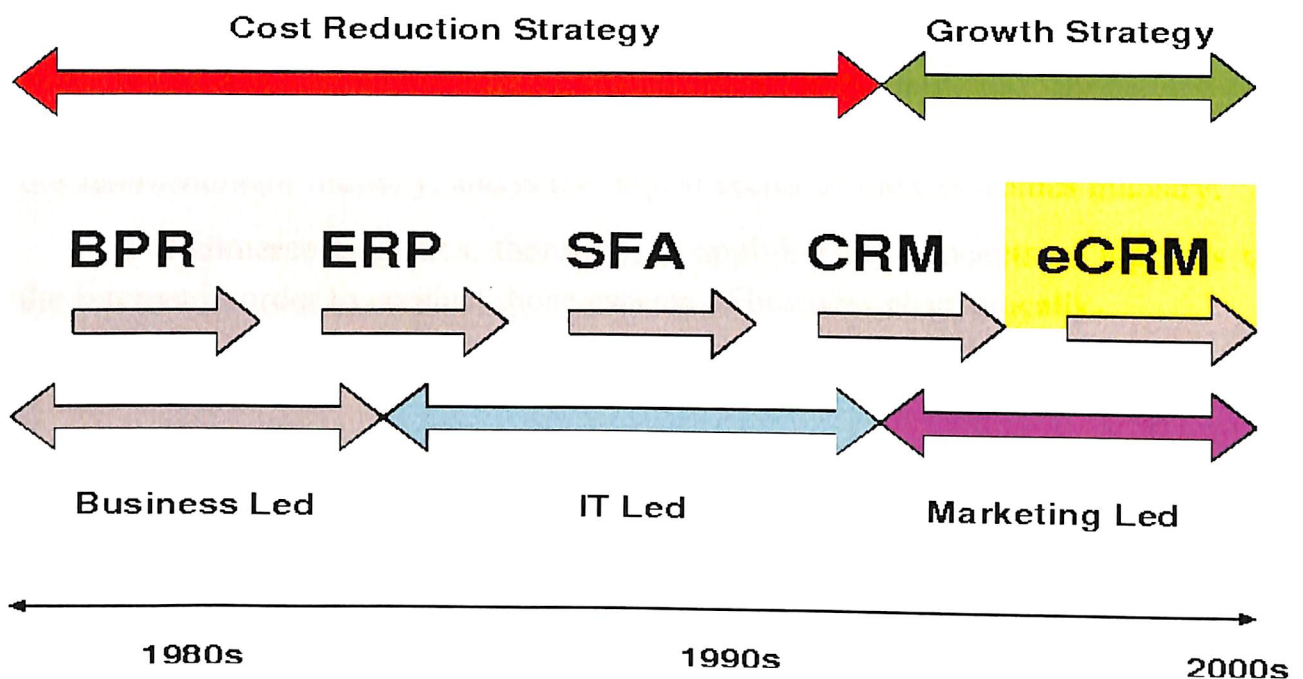 Cost Reduction Strategy
Growth Strategy
BPR
ERP
SFA
CRM
eCRM
Business Led
IT Led
Marketing Led
1980s
1990s
2000s